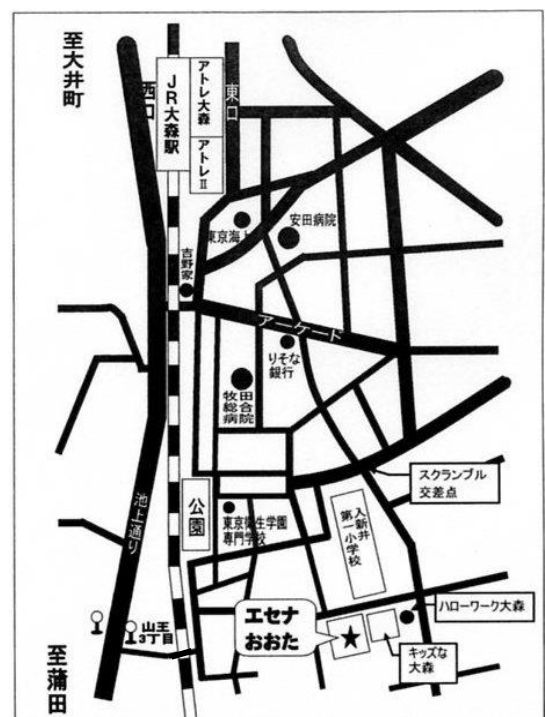 至大井町
西口
JR大森駅
アトレ大森
アトレⅡ
東口
東京海上
安田病院
吉野家
アーケード
りそな
銀行
牧田
総合
病院
スクランブル
交差点
公園
池上通り
東京衛生学園
専門学校
入新井
第一小学校
エセナ
おおた
ハローワーク大森
キッズな
大森
山王
3丁目
至蒲田